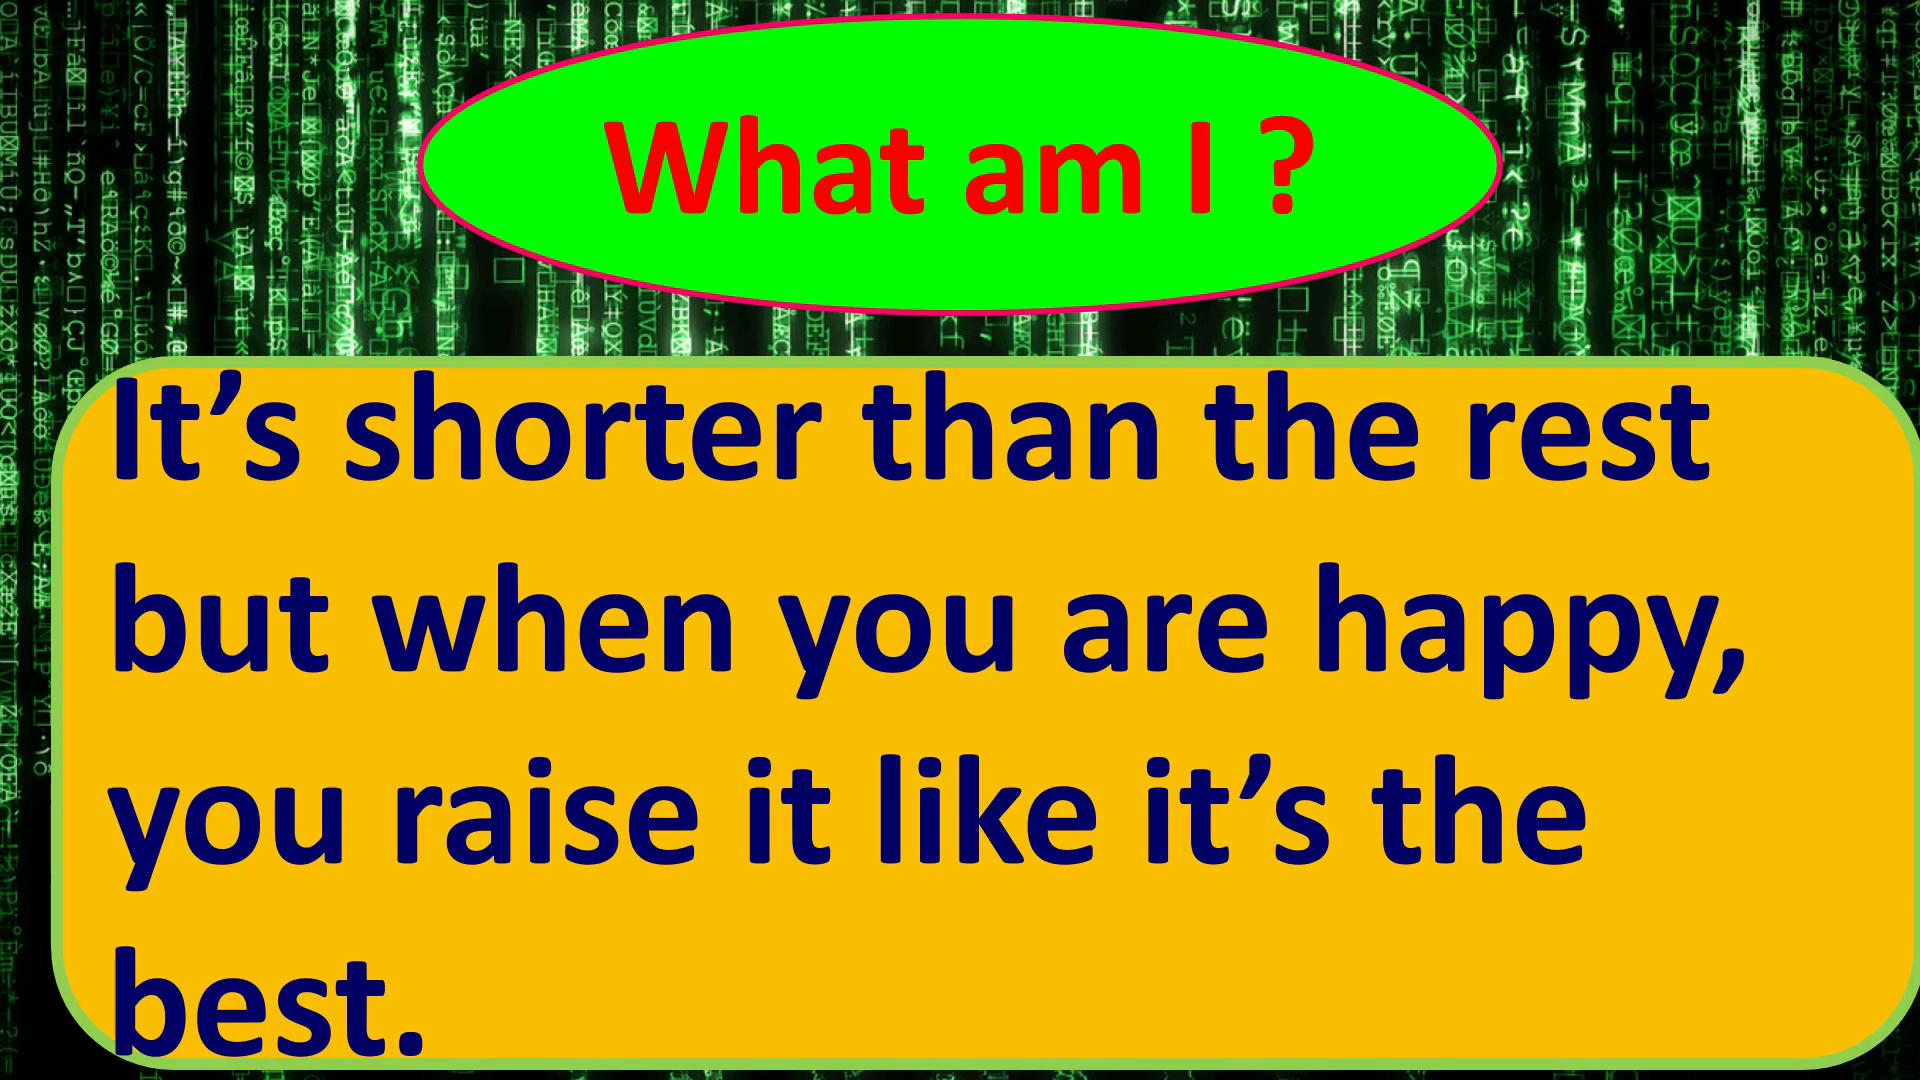 What am I ?
It’s shorter than the rest
but when you are happy,
you raise it like it’s the
best.